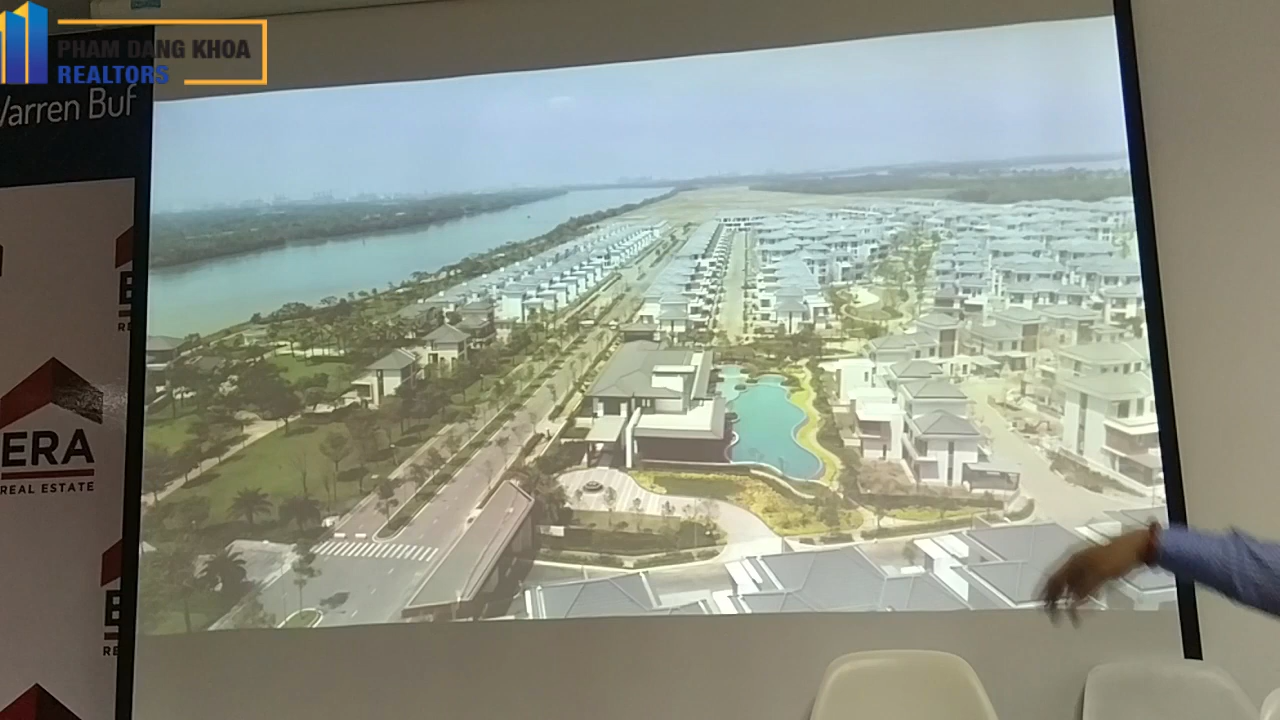 PHAM DANG KHOA
REALTORS
Warren Buf
ERA
REAL ESTATE